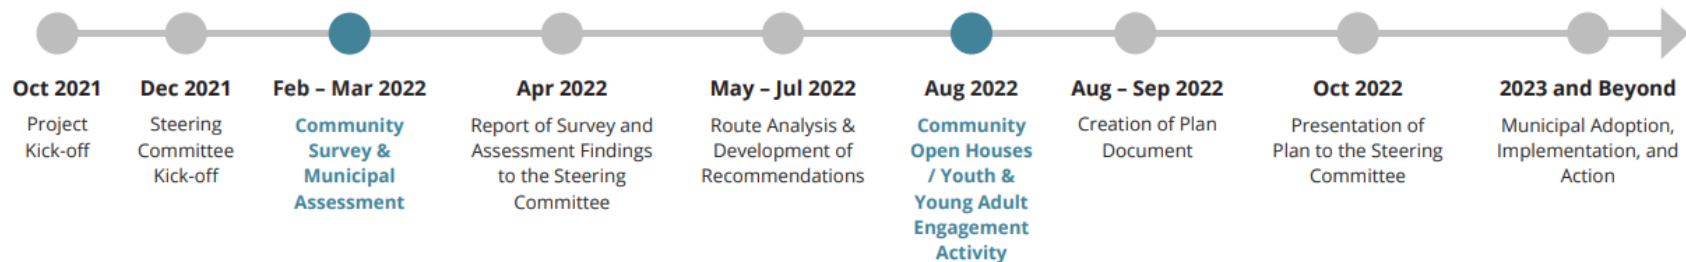 Oct 2021
Project
Kick-off
Dec 2021
Steering
Committee
Kick-off
Feb – Mar 2022
Community
Survey &
Municipal
Assessment
Apr 2022
Report of Survey and
Assessment Findings
to the Steering
Committee
May – Jul 2022
Route Analysis &
Development of
Recommendations
Aug 2022
Community
Open Houses
/ Youth &
Young Adult
Engagement
Activity
Aug – Sep 2022
Creation of Plan
Document
Oct 2022
Presentation of
Plan to the Steering
Committee
2023 and Beyond
Municipal Adoption,
Implementation, and
Action